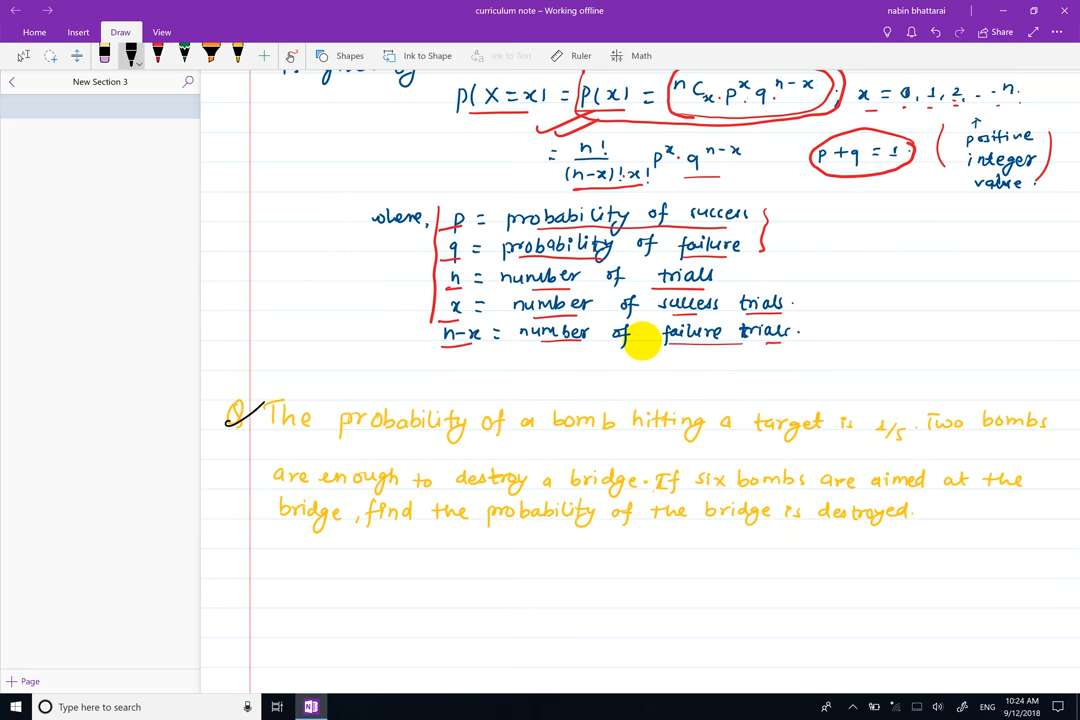 curriculum note – Working offline
nabin bhattarai
Home Insert Draw View
Share
Shapes Ink to Shape Ink to Text Ruler Math
New Section 3
P(X=x) = P(x) = nCx . p^x q^n-x ; x = 0, 1, 2, ... n.
= n!/(n-x)! . x! p^x . q^n-x
p + q = 1.
( ↑ positive
integer
value. )
where, p = probability of success
q = probability of failure
n = number of trials
x = number of success trials.
n-x = number of failure trials.
Q The probability of a bomb hitting a target is 1/5. Two bombs
are enough to destroy a bridge. If six bombs are aimed at the
bridge, find the probability of the bridge is destroyed.
+ Page
Type here to search
ENG
10:24 AM
9/12/2018